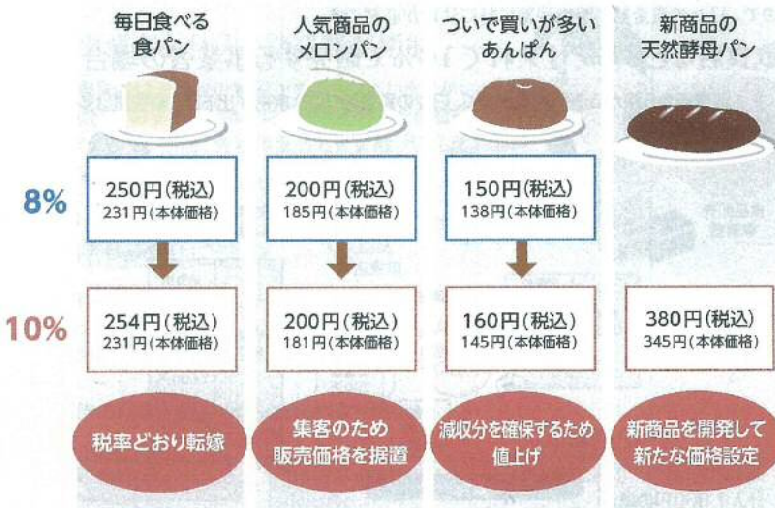 毎日食べる
食パン
人気商品の
メロンパン
ついで買いが多い
あんぱん
新商品の
天然酵母パン
8%
250円(税込)
231円(本体価格)
200円(税込)
185円(本体価格)
150円(税込)
138円(本体価格)
10%
254円(税込)
231円(本体価格)
200円(税込)
181円(本体価格)
160円(税込)
145円(本体価格)
380円(税込)
345円(本体価格)
税率どおり転嫁
集客のため
販売価格を据置
減収分を確保するため
値上げ
新商品を開発して
新たな価格設定